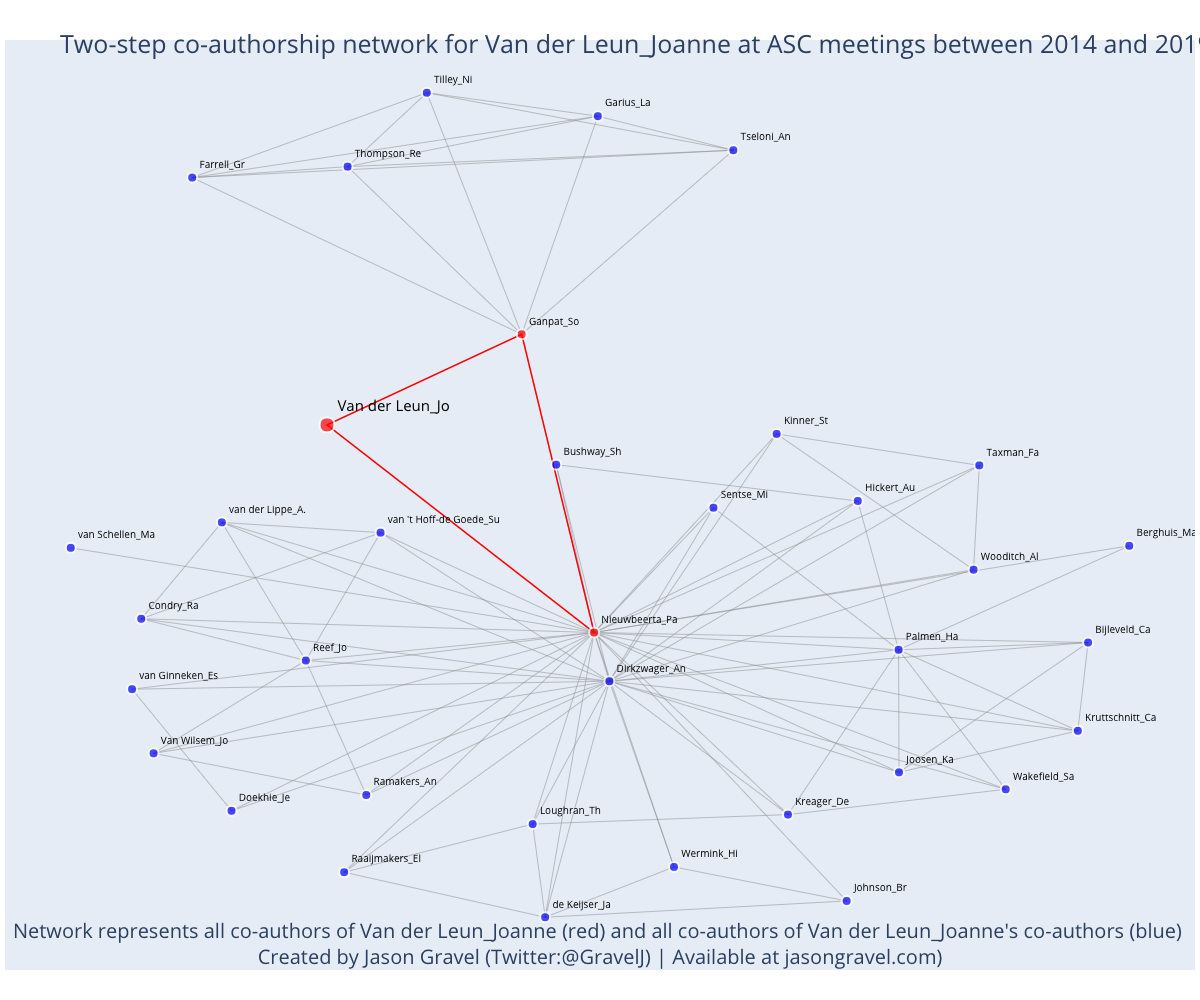 Two-step co-authorship network for Van der Leun_Joanne at ASC meetings between 2014 and 201
Tilley_Ni
Garius_La
Tseloni_An
Thompson_Re
Farrell_Gr
Ganpat_So
Van der Leun_Jo
Kinner_St
Bushway_Sh
Taxman_Fa
Hickert_Au
Sentse_Mi
van der Lippe_A.
van 't Hoff-de Goede_Su
van Schellen_Ma
Berghuis_Ma
Wooditch_Al
Condry_Ra
Nieuwbeerta_Pa
Bijleveld_Ca
Palmen_Ha
Reef_Jo
Dirkzwager_An
van Ginneken_Es
Kruttschnitt_Ca
Van Wilsem_Jo
Joosen_Ka
Wakefield_Sa
Ramakers_An
Doekhie_Je
Kreager_De
Loughran_Th
Wermink_Hi
Raaijmakers_El
Johnson_Br
de Keijser_Ja
Network represents all co-authors of Van der Leun_Joanne (red) and all co-authors of Van der Leun_Joanne's co-authors (blue)
Created by Jason Gravel (Twitter:@GravelJ) | Available at jasongravel.com)